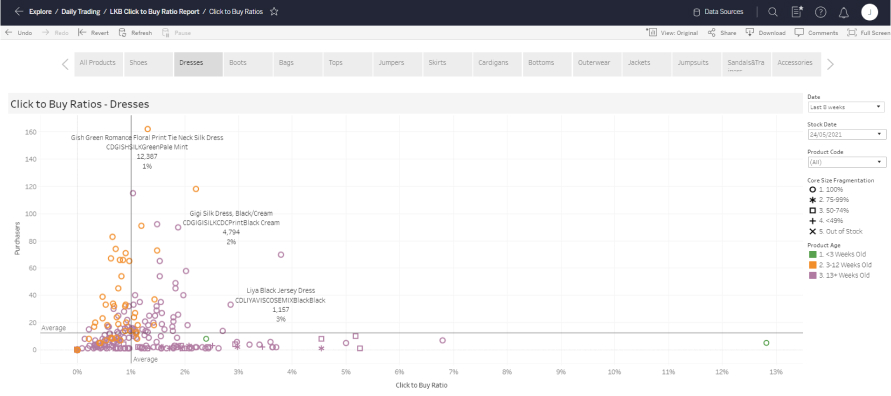 Explore / Daily Trading / LKB Click to Buy Ratio Report / Click to Buy Ratios
Data Sources
J
Undo Redo Revert Refresh Pause
View: Original Share Download Comments Full Screen
All Products Shoes Dresses Boots Bags Tops Jumpers Skirts Cardigans Bottoms Outerwear Jackets Jumpsuits Sandals&Tra Accessories
Click to Buy Ratios - Dresses
Purchasers
160
140
120
100
80
60
40
20
0
Gish Green Romance Floral Print Tie Neck Silk Dress
CDGISHSILKGreenPale Mint
12,387
1%
Gigi Silk Dress, Black/Cream
CDGIGISILKCDCPrintBlack Cream
4,794
2%
Liya Black Jersey Dress
CDLIYAVISCOSEMIXBlackBlack
1,157
3%
Average
Average
0% 1% 2% 3% 4% 5% 6% 7% 8% 9% 10% 11% 12% 13%
Click to Buy Ratio
Date
Last 8 weeks
Stock Date
24/05/2021
Product Code
(All)
Core Size Fragmentation
1. 100%
2. 75-99%
3. 50-74%
4. <49%
5. Out of Stock
Product Age
1. <3 Weeks Old
2. 3-12 Weeks Old
3. 13+ Weeks Old